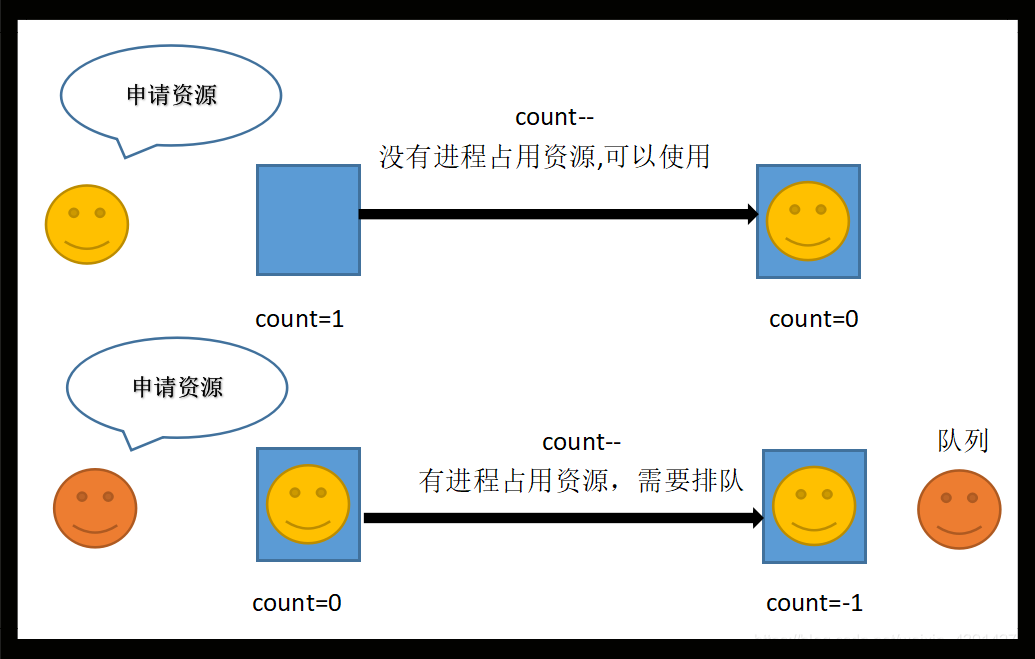 申请资源
count--
没有进程占用资源,可以使用
count=1
count=0
申请资源
count--
有进程占用资源，需要排队
队列
count=0
count=-1